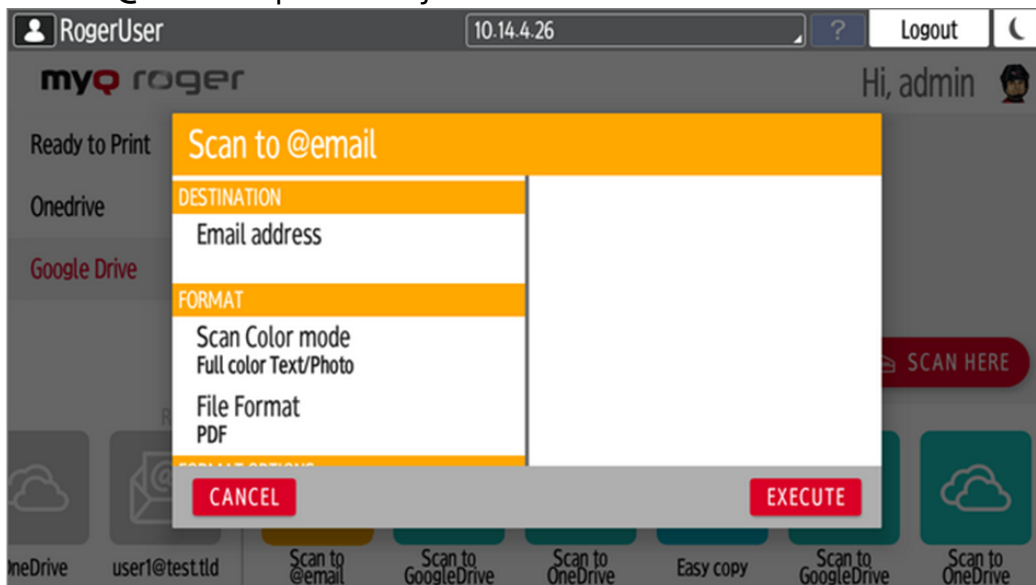 RogerUser
10.14.4.26
?
Logout
myq roger
Hi, admin
Ready to Print
Onedrive
Google Drive
Scan to @email
DESTINATION
Email address
FORMAT
Scan Color mode
Full color Text/Photo
File Format
PDF
SCAN HERE
CANCEL
EXECUTE
OneDrive
user1@test.tld
Scan to
@email
Scan to
GoogleDrive
Scan to
OneDrive
Easy copy
Scan to
GoogleDrive
Scan to
OneDrive